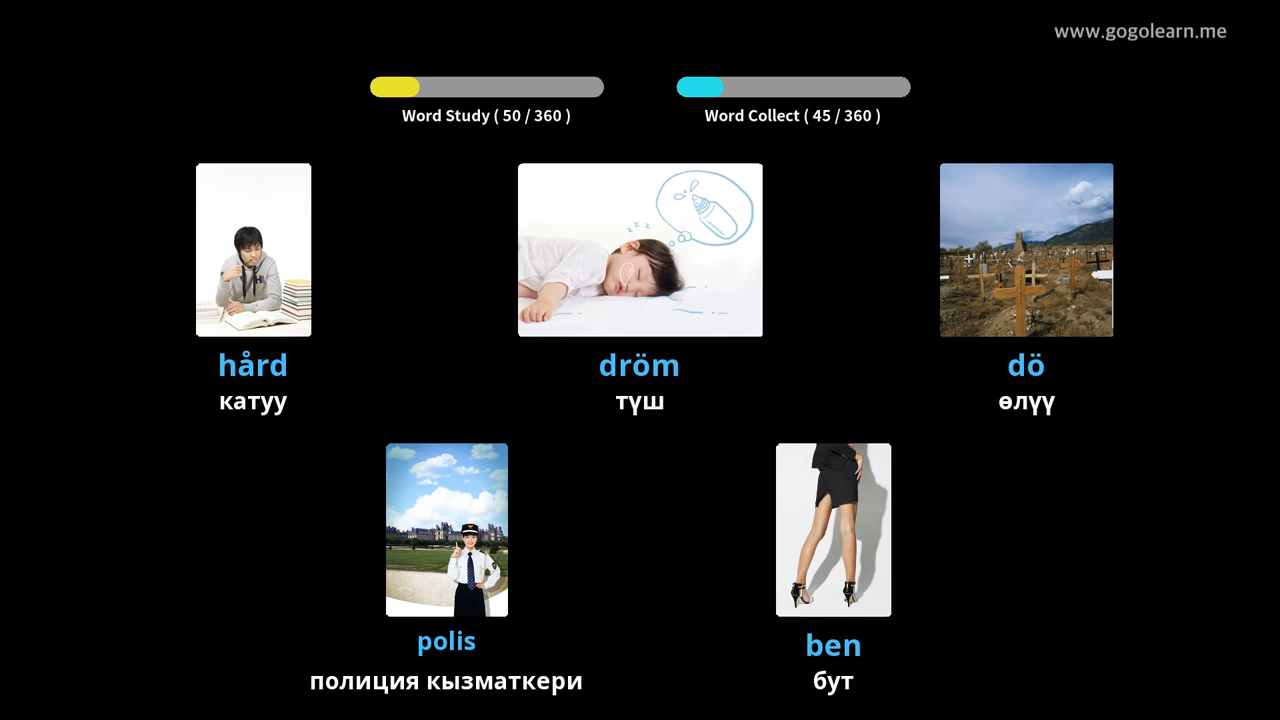 www.gogolearn.me
Word Study ( 50 / 360 )
Word Collect ( 45 / 360 )
hård
dröm
dö
катуу
түш
өлүү
polis
ben
полиция кызматкери
бут